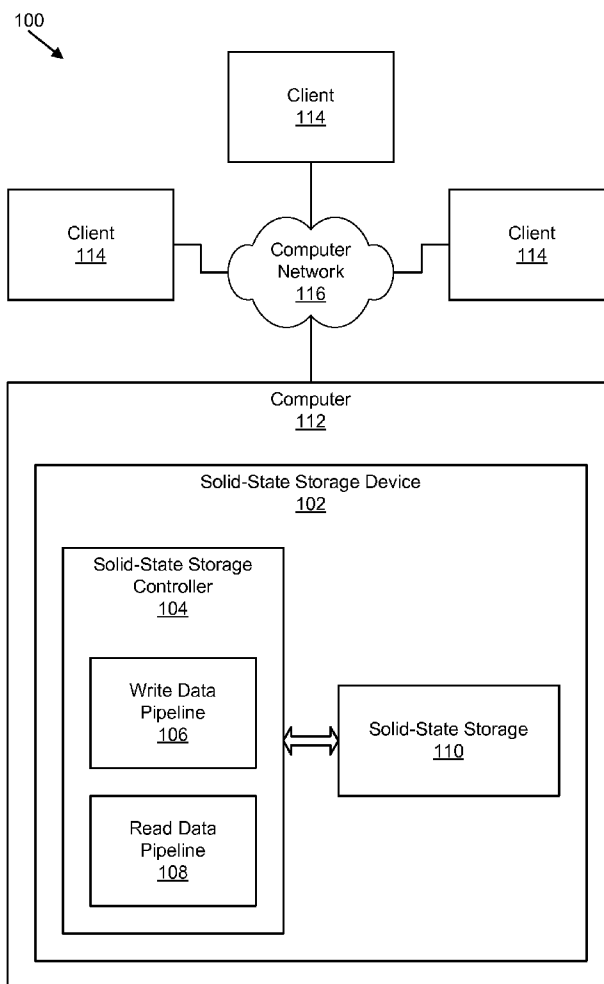 100
Client
114
Client
114
Computer
Network
116
Client
114
Computer
112
Solid-State Storage Device
102
Solid-State Storage
Controller
104
Write Data
Pipeline
106
Solid-State Storage
110
Read Data
Pipeline
108